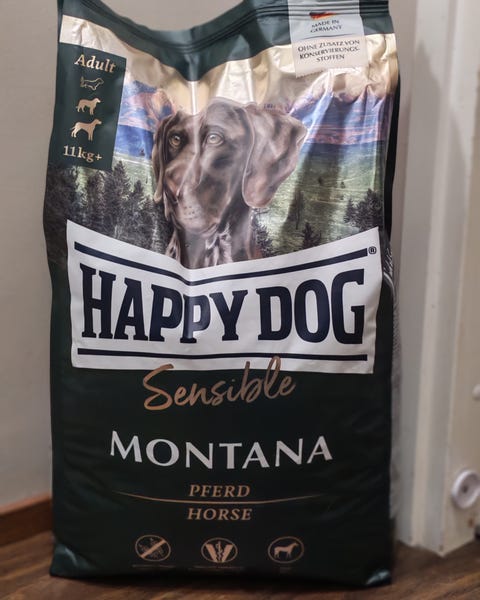 MADE IN
GERMANY
OHNE ZUSATZ VON
KONSERVIERUNGS-
STOFFEN
Adult
11kg+
HAPPY DOG®
Sensible
MONTANA
PFERD
HORSE